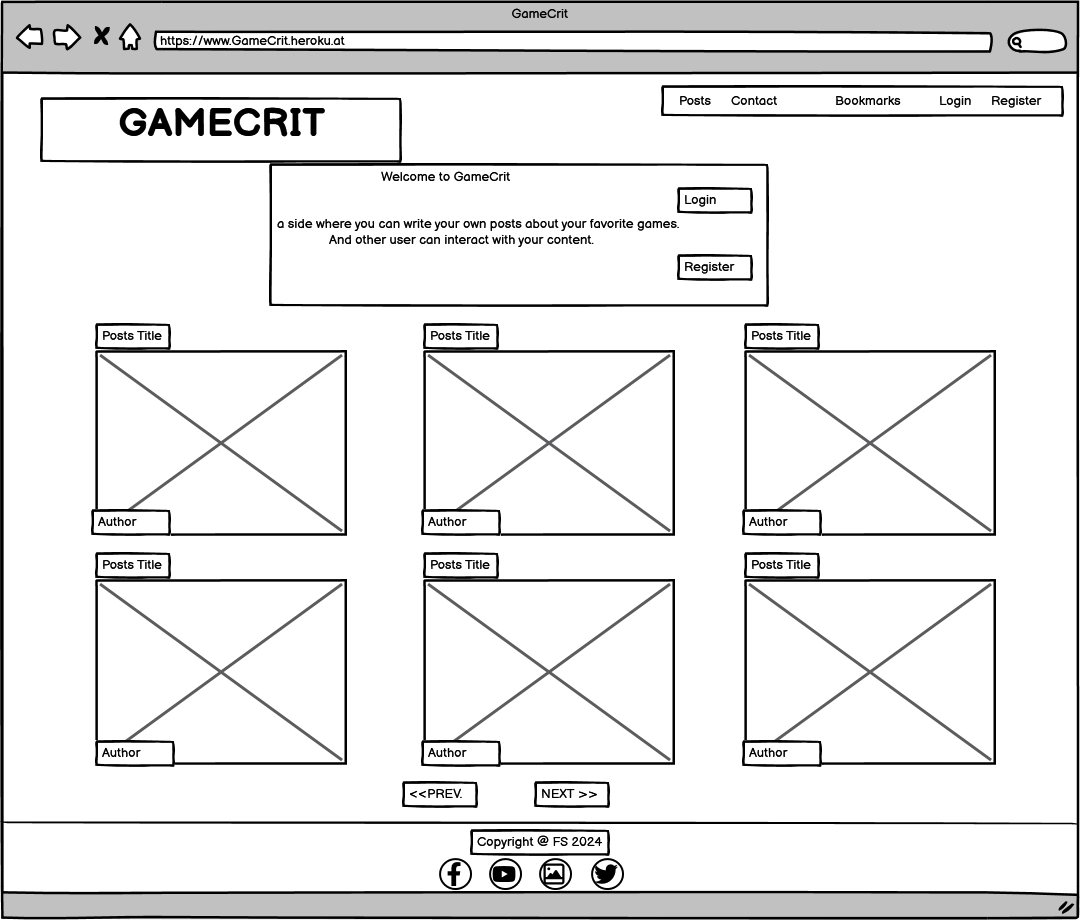 GameCrit
https://www.GameCrit.heroku.at
Posts Contact Bookmarks Login Register
GAMECRIT
Welcome to GameCrit
Login
a side where you can write your own posts about your favorite games.
And other user can interact with your content.
Register
Posts Title Posts Title Posts Title
Author Author Author
Posts Title Posts Title Posts Title
Author Author Author
<<PREV. NEXT >>
Copyright @ FS 2024